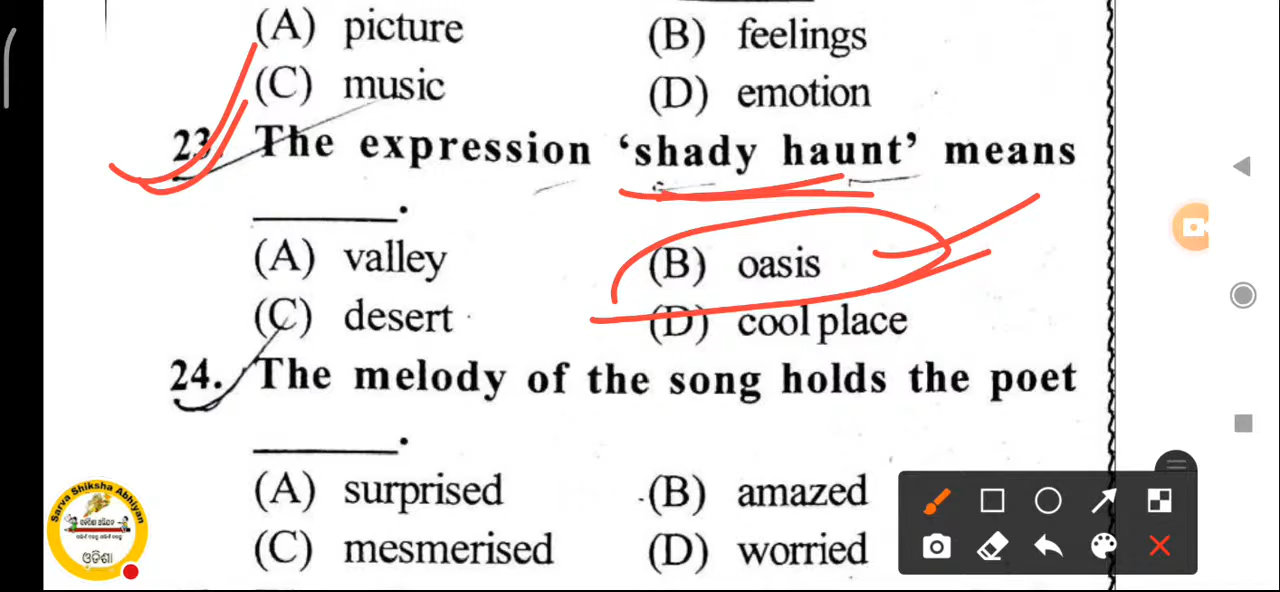 (A) picture (B) feelings
(C) music (D) emotion
23. The expression ‘shady haunt’ means
________.
(A) valley (B) oasis
(C) desert (D) cool place
24. The melody of the song holds the poet
________.
(A) surprised (B) amazed
(C) mesmerised (D) worried
Sarva Shiksha Abhiyan
ଓଡିଶା